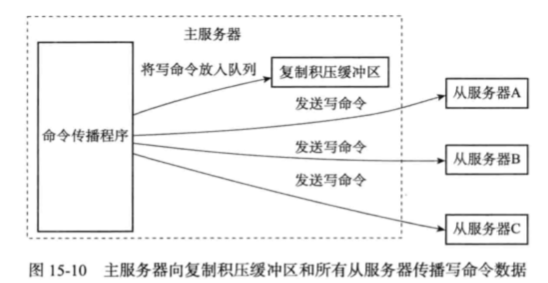 主服务器
将写命令放入队列
复制积压缓冲区
发送写命令
从服务器A
命令传播程序
发送写命令
从服务器B
发送写命令
从服务器C
图 15-10 主服务器向复制积压缓冲区和所有从服务器传播写命令数据